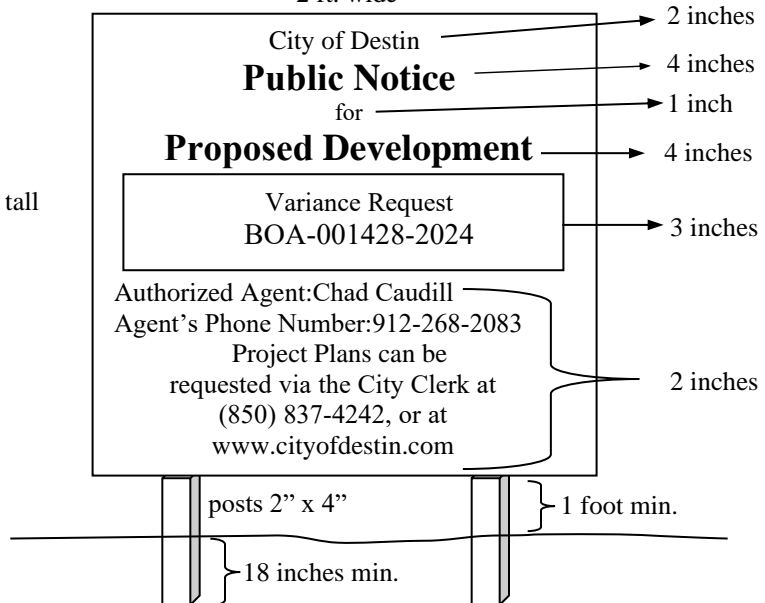 2 ft. wide
City of Destin
2 inches
Public Notice
4 inches
for
1 inch
Proposed Development
4 inches
tall
Variance Request
BOA-001428-2024
3 inches
Authorized Agent:Chad Caudill
Agent's Phone Number:912-268-2083
Project Plans can be
requested via the City Clerk at
(850) 837-4242, or at
www.cityofdestin.com
2 inches
posts 2” x 4”
1 foot min.
18 inches min.